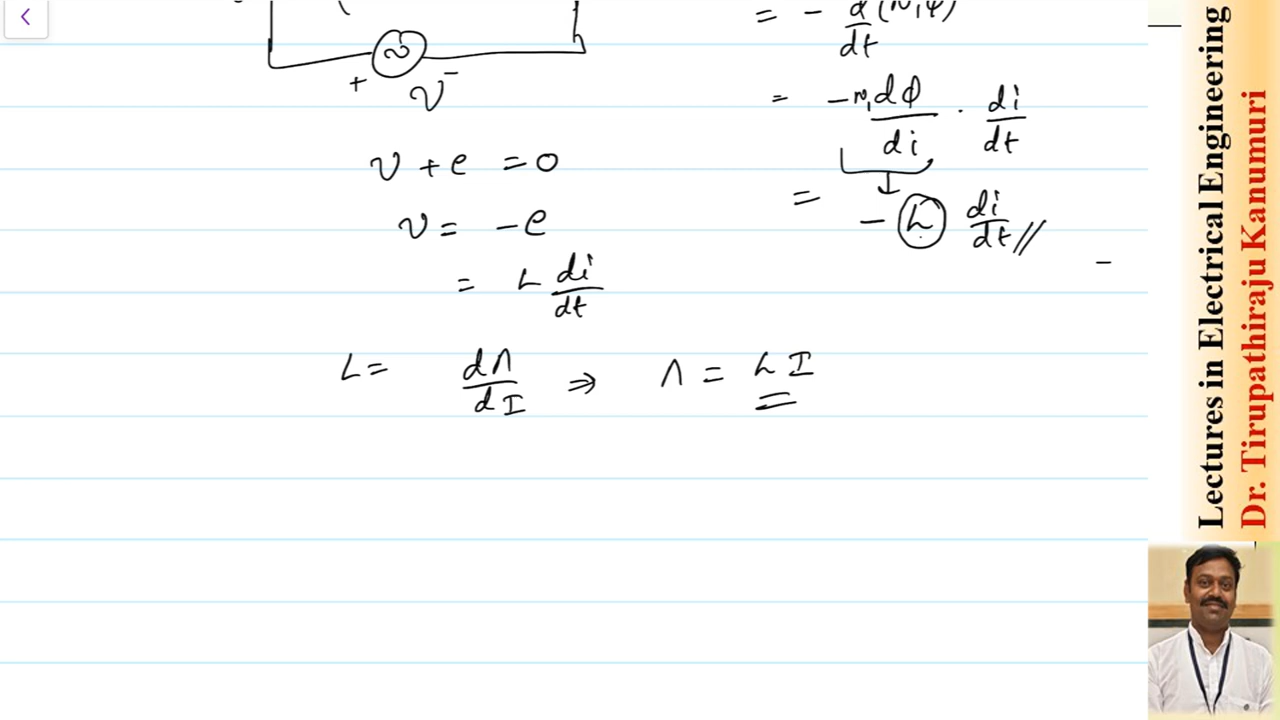 + v -
v + e = 0
v = -e
= L di/dt
L = dΛ/dI ⇒ Λ = L I
= - d(N₁φ)/dt
= -N₁ dφ/di . di/dt
= - L di/dt //
Lectures in Electrical Engineering
Dr. Tirupathiraju Kanumuri